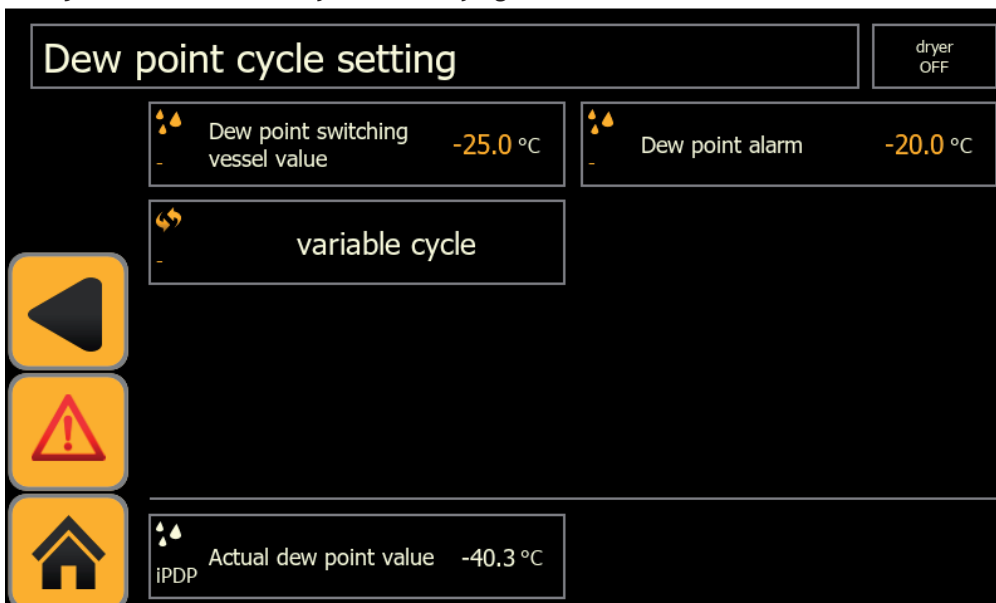 Dew point cycle setting
dryer
OFF
Dew point switching
vessel value
-25.0 °C
-
Dew point alarm
-20.0 °C
-
variable cycle
-
Actual dew point value
-40.3 °C
iPDP